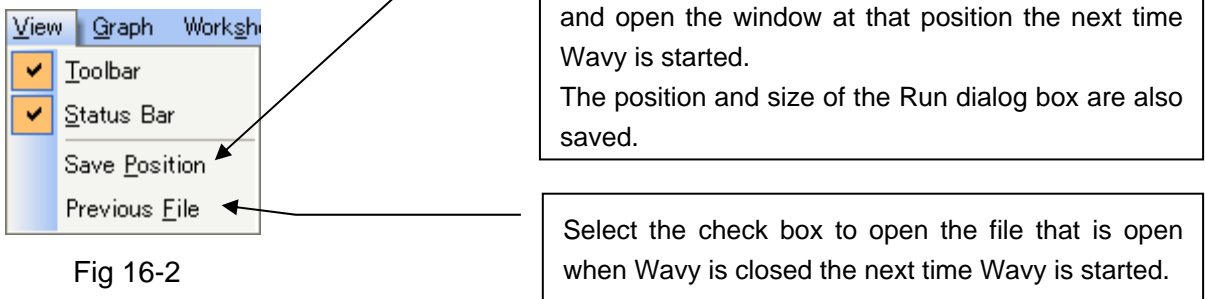 View Graph Worksh
Toolbar
Status Bar
Save Position
Previous File
Fig 16-2
and open the window at that position the next time
Wavy is started.
The position and size of the Run dialog box are also
saved.
Select the check box to open the file that is open
when Wavy is closed the next time Wavy is started.